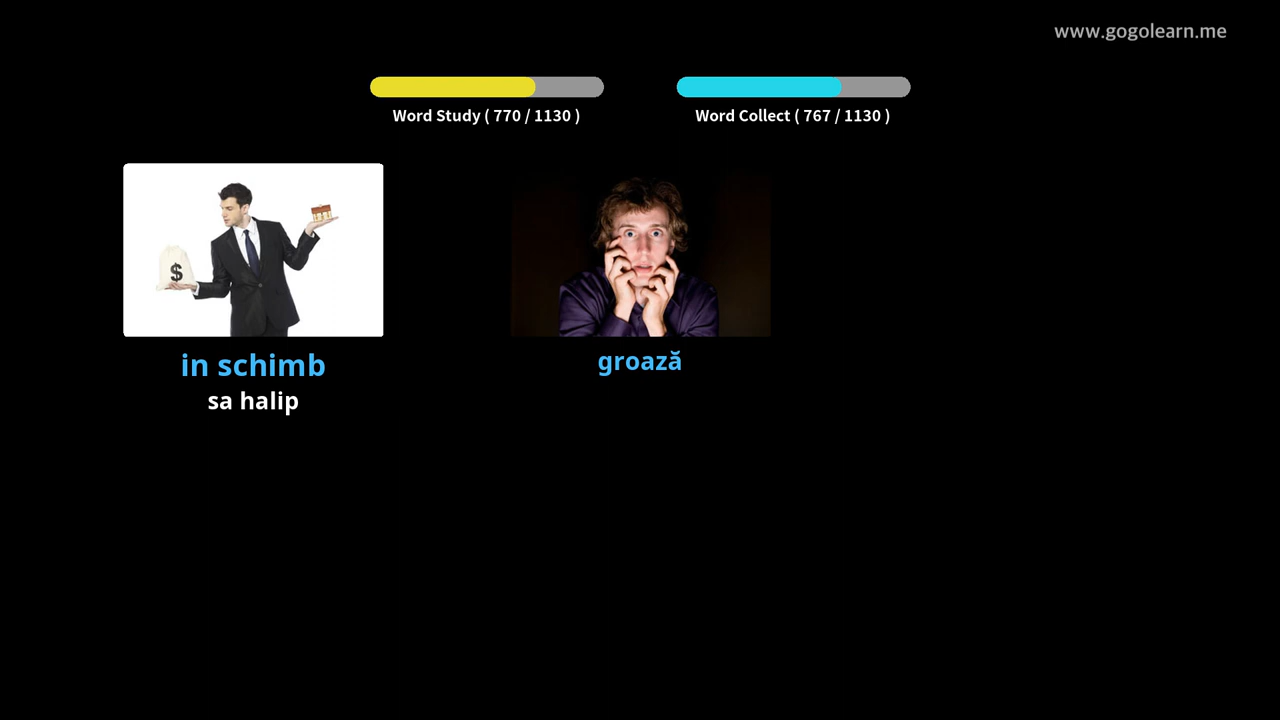 www.gogolearn.me
Word Study ( 770 / 1130 )
Word Collect ( 767 / 1130 )
$
in schimb
sa halip
groază